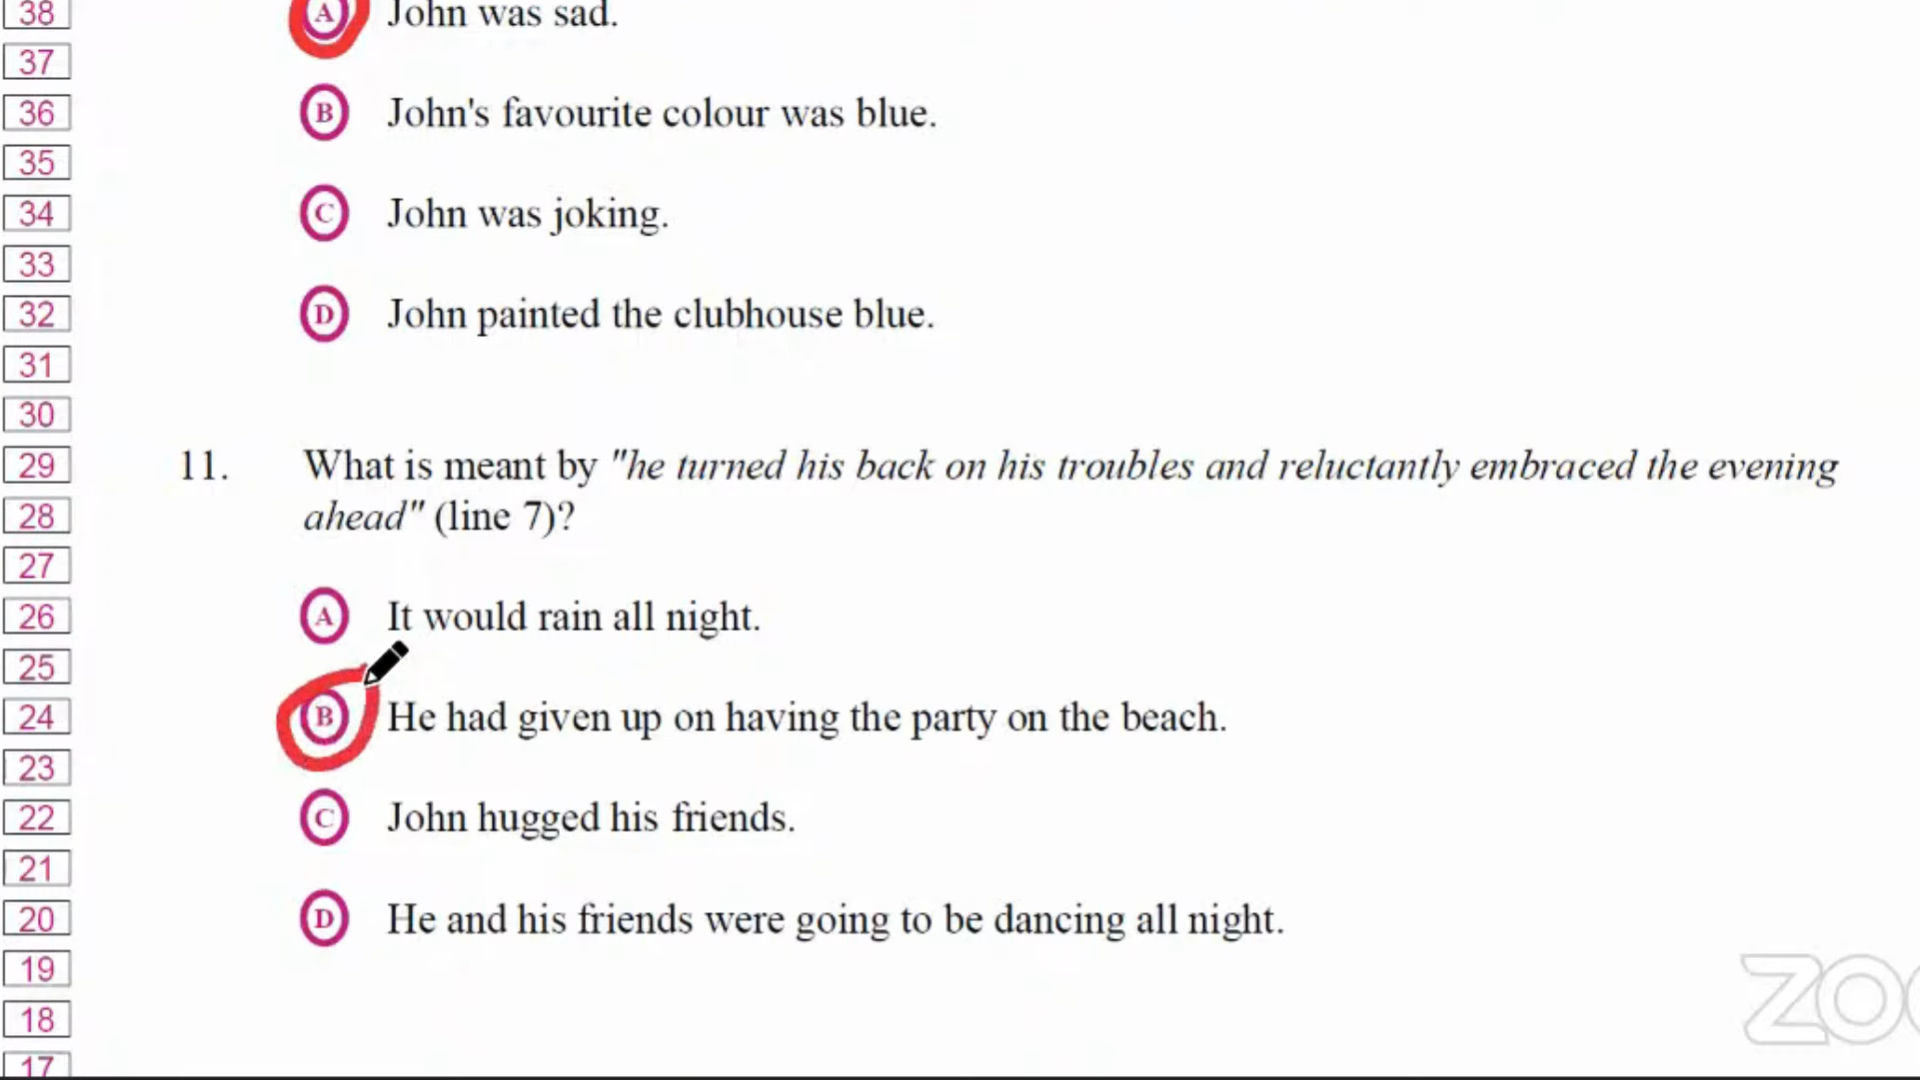 38
A John was sad.
37
36
B John's favourite colour was blue.
35
34
C John was joking.
33
32
D John painted the clubhouse blue.
31
30
29
11. What is meant by "he turned his back on his troubles and reluctantly embraced the evening
28
ahead" (line 7)?
27
26
A It would rain all night.
25
24
B He had given up on having the party on the beach.
23
22
C John hugged his friends.
21
20
D He and his friends were going to be dancing all night.
19
18
17